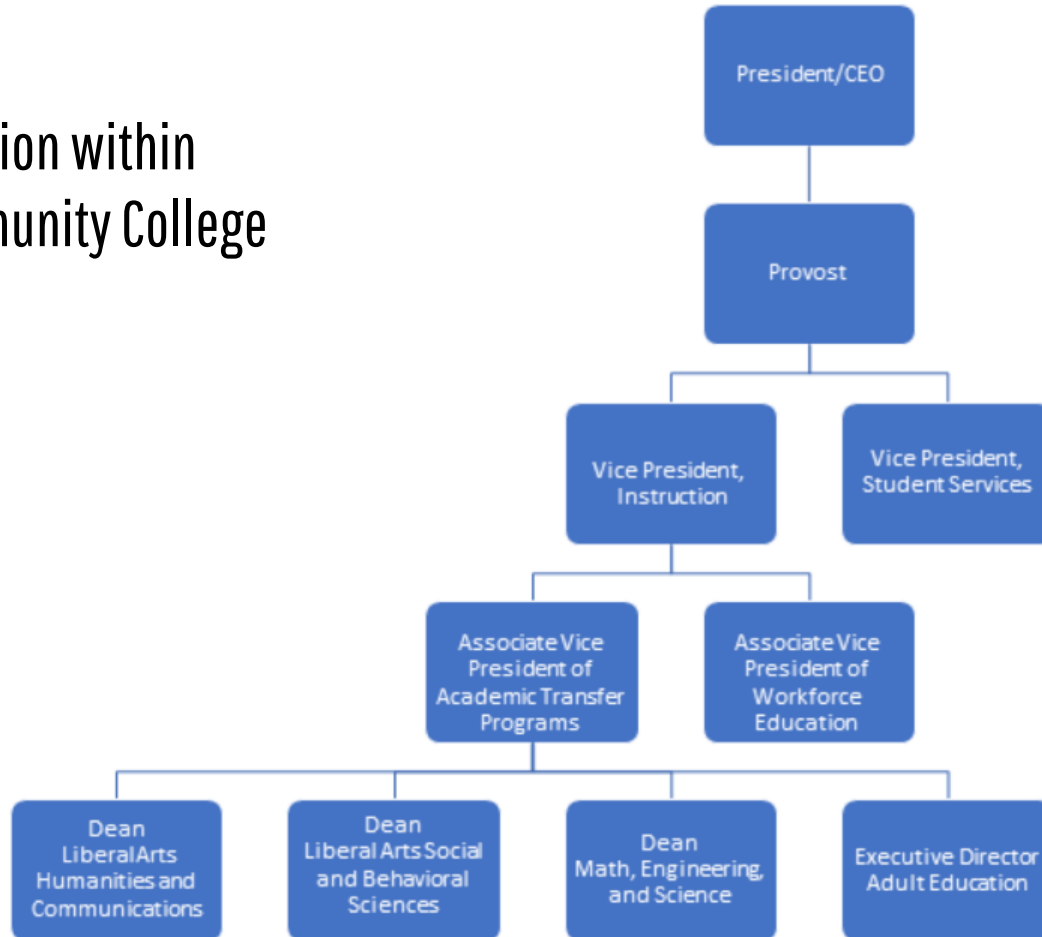 ion within
unity College
President/CEO
Provost
Vice President,
Instruction
Vice President,
Student Services
Associate Vice
President of
Academic Transfer
Programs
Associate Vice
President of
Workforce
Education
Dean
Liberal Arts
Humanities and
Communications
Dean
Liberal Arts Social
and Behavioral
Sciences
Dean
Math, Engineering,
and Science
Executive Director
Adult Education